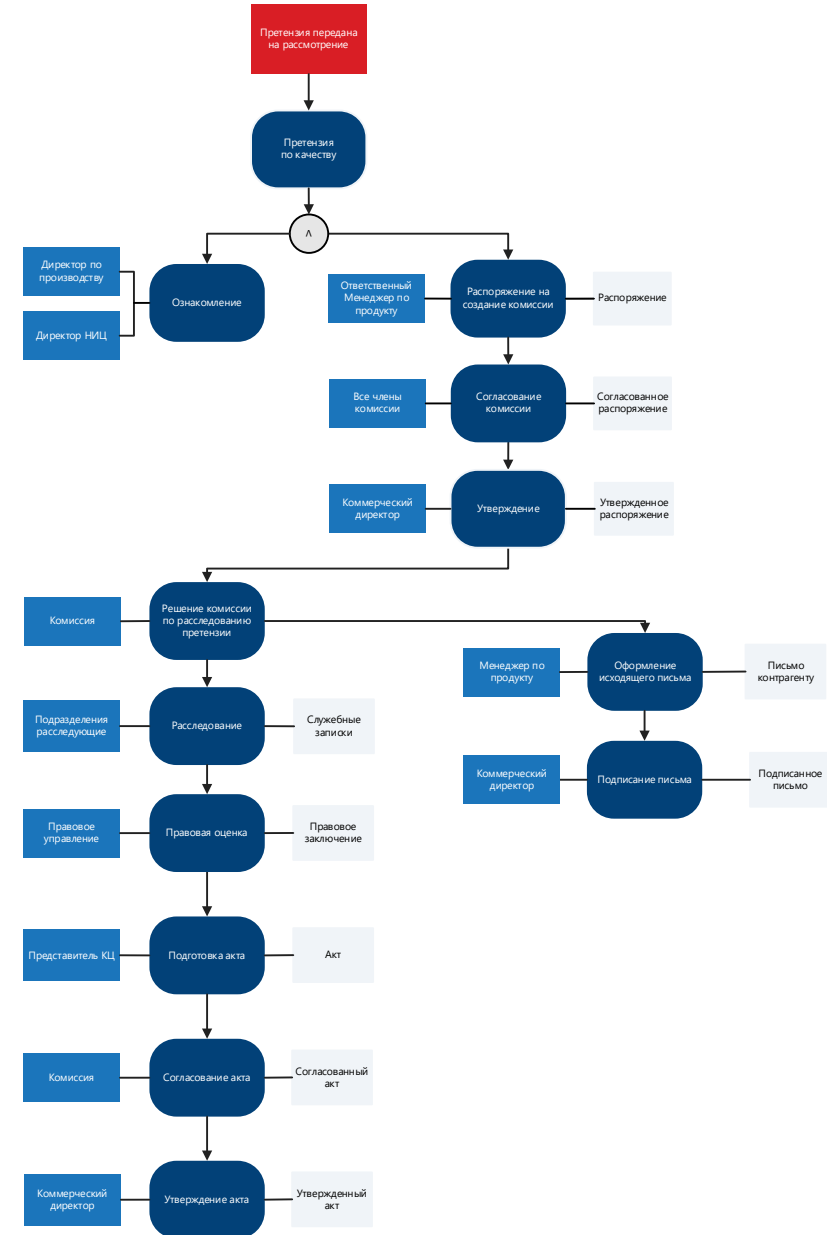 Претензия передана
на рассмотрение
Претензия
по качеству
Λ
Директор по
производству
Директор НИЦ
Ознакомление
Ответственный
Менеджер по
продукту
Распоряжение на
создание комиссии
Распоряжение
Все члены
комиссии
Согласование
комиссии
Согласованное
распоряжение
Коммерческий
директор
Утверждение
Утвержденное
распоряжение
Комиссия
Решение комиссии
по расследованию
претензии
Менеджер по
продукту
Оформление
исходящего письма
Письмо
контрагенту
Подразделения
расследующие
Расследование
Служебные
записки
Коммерческий
директор
Подписание письма
Подписанное
письмо
Правовое
управление
Правовая оценка
Правовое
заключение
Представитель КЦ
Подготовка акта
Акт
Комиссия
Согласование акта
Согласованный
акт
Коммерческий
директор
Утверждение акта
Утвержденный
акт